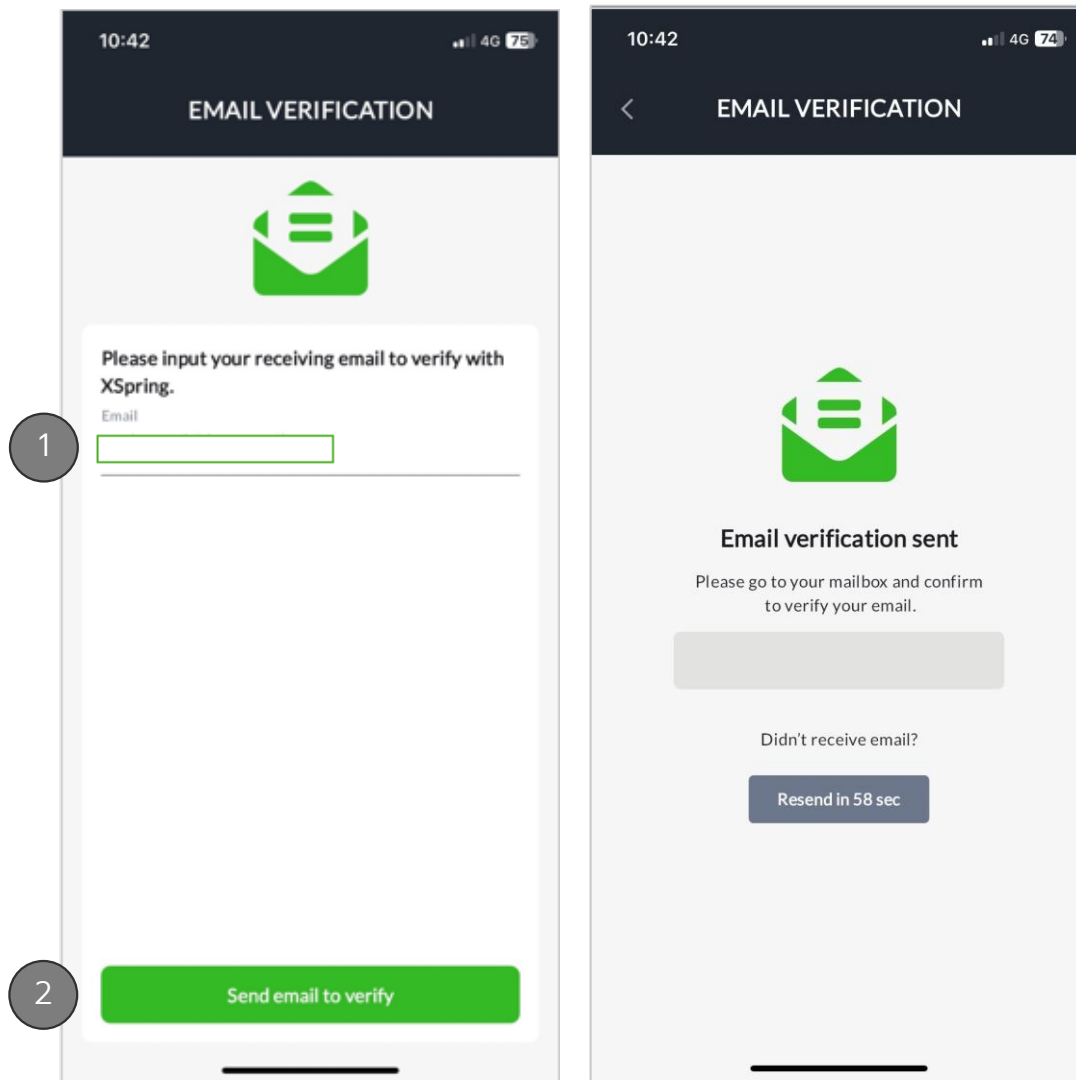 10:42
4G 75
EMAIL VERIFICATION
Please input your receiving email to verify with
XSpring.
Email
1
Send email to verify
2
10:42
4G 74
EMAIL VERIFICATION
Email verification sent
Please go to your mailbox and confirm
to verify your email.
Didn't receive email?
Resend in 58 sec